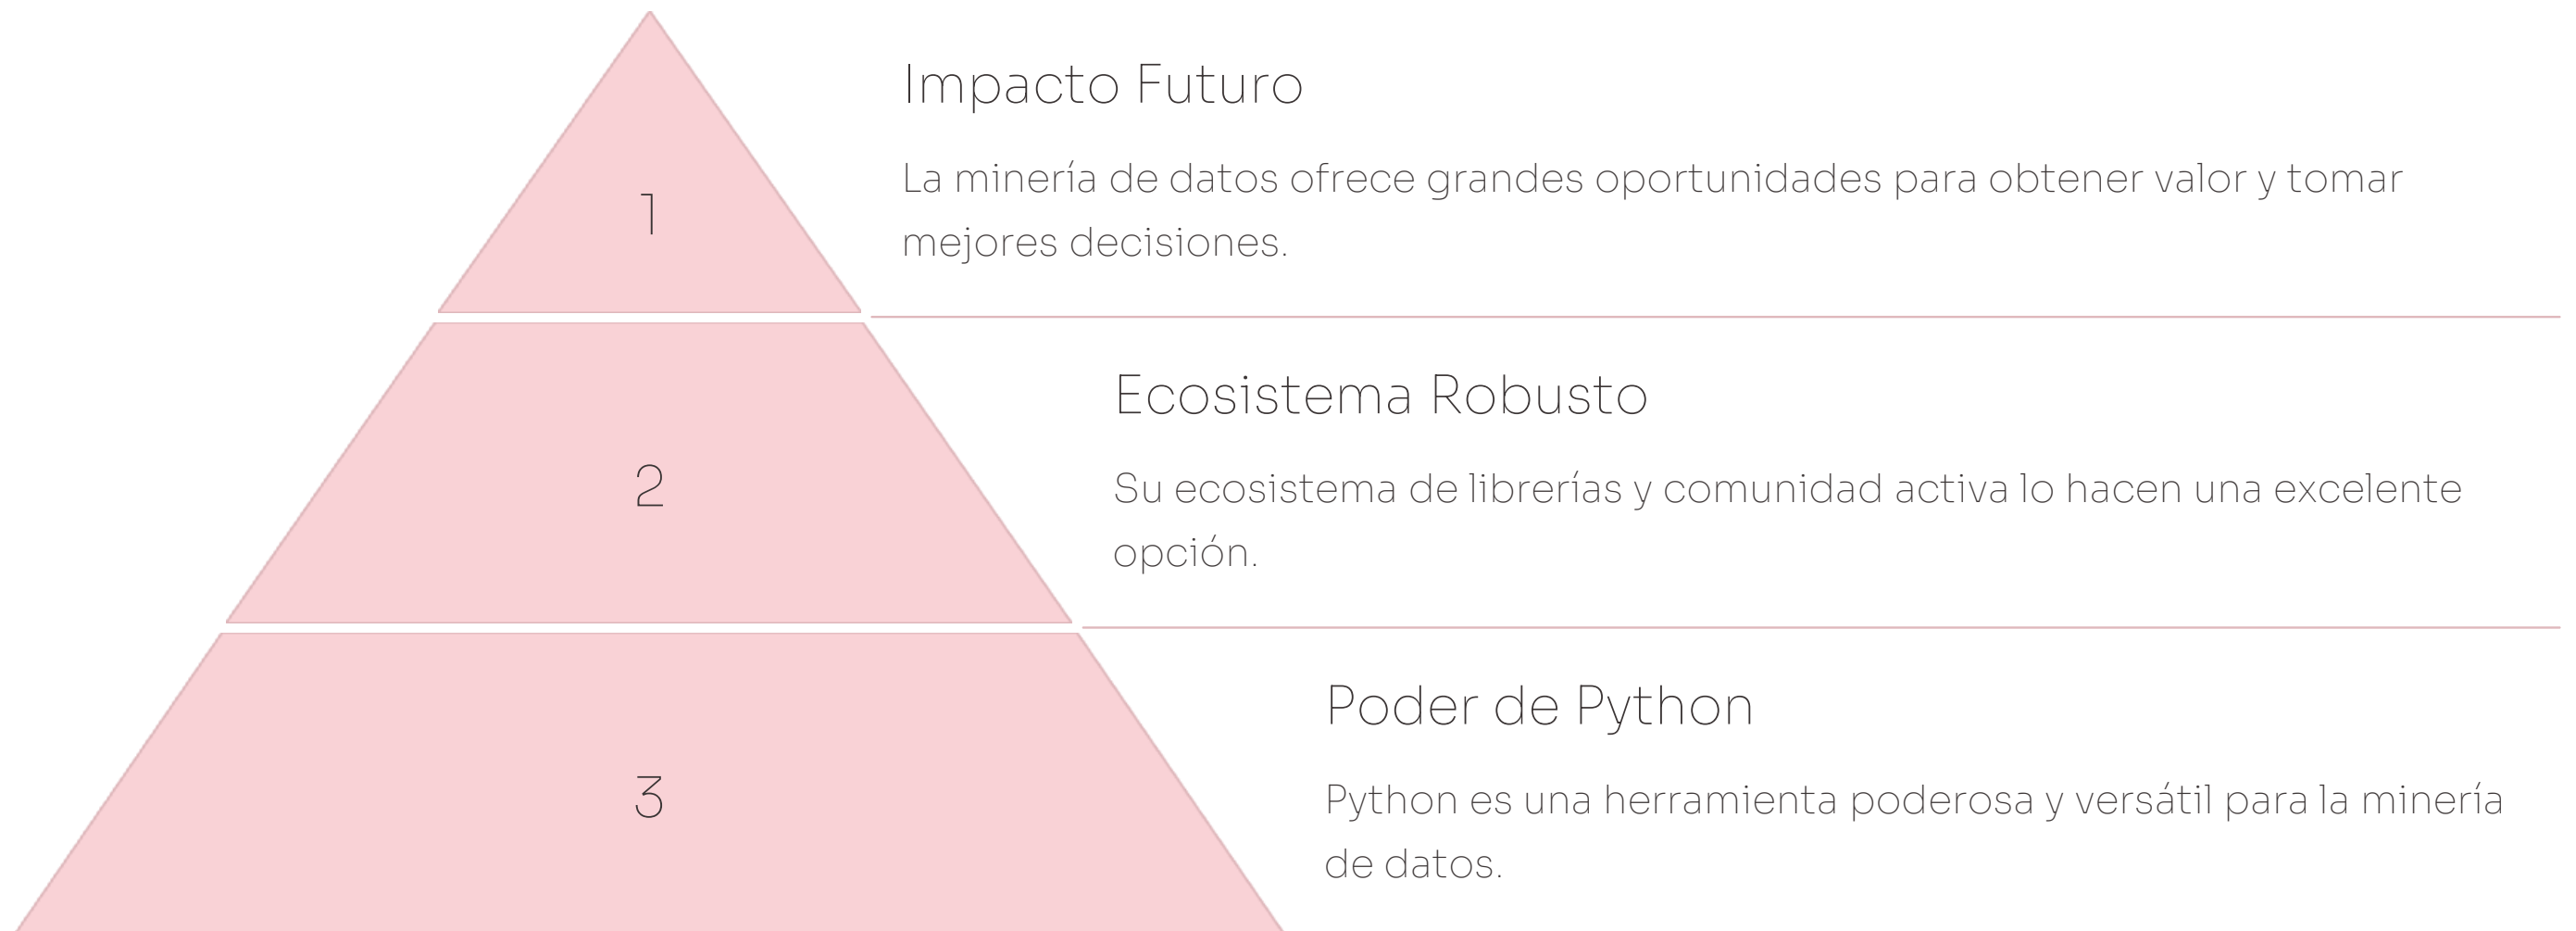 1
Impacto Futuro
La minería de datos ofrece grandes oportunidades para obtener valor y tomar
mejores decisiones.
2
Ecosistema Robusto
Su ecosistema de librerías y comunidad activa lo hacen una excelente
opción.
3
Poder de Python
Python es una herramienta poderosa y versátil para la minería
de datos.